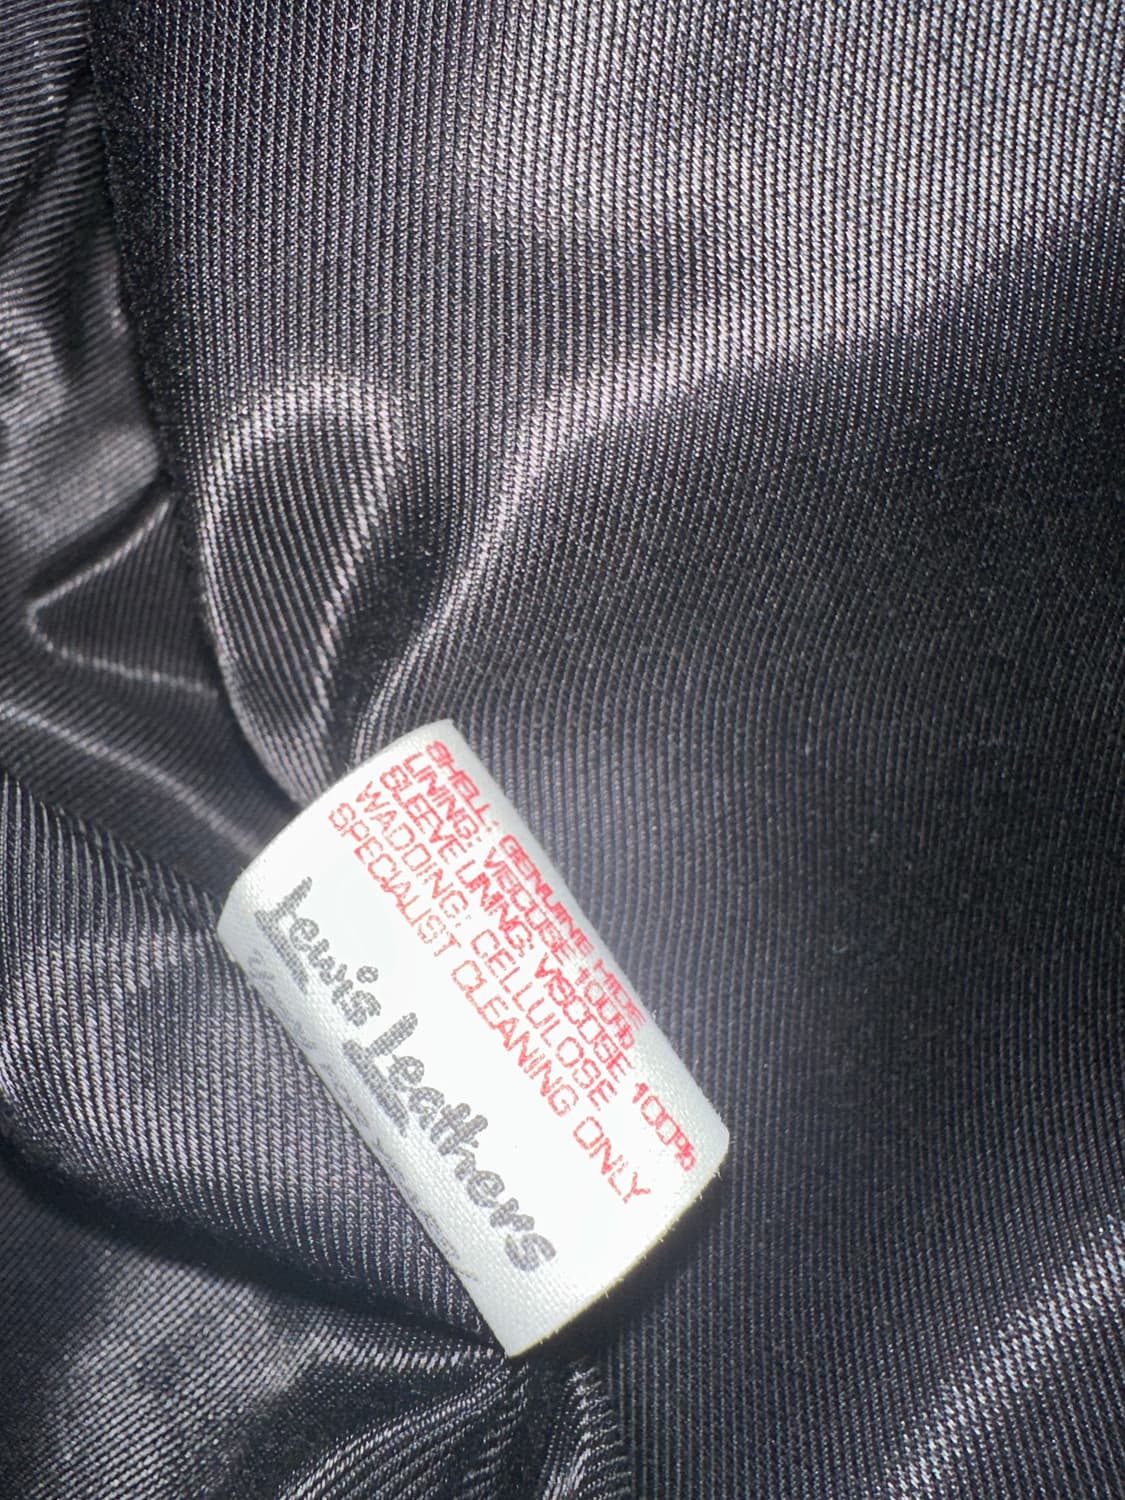 SHELL: GENUINE HIDE
LINING: VISCOSE 100%
SLEEVE LINING: VISCOSE 100%
WADDING: CELLULOSE
SPECIALIST CLEANING ONLY
Lewis Leathers